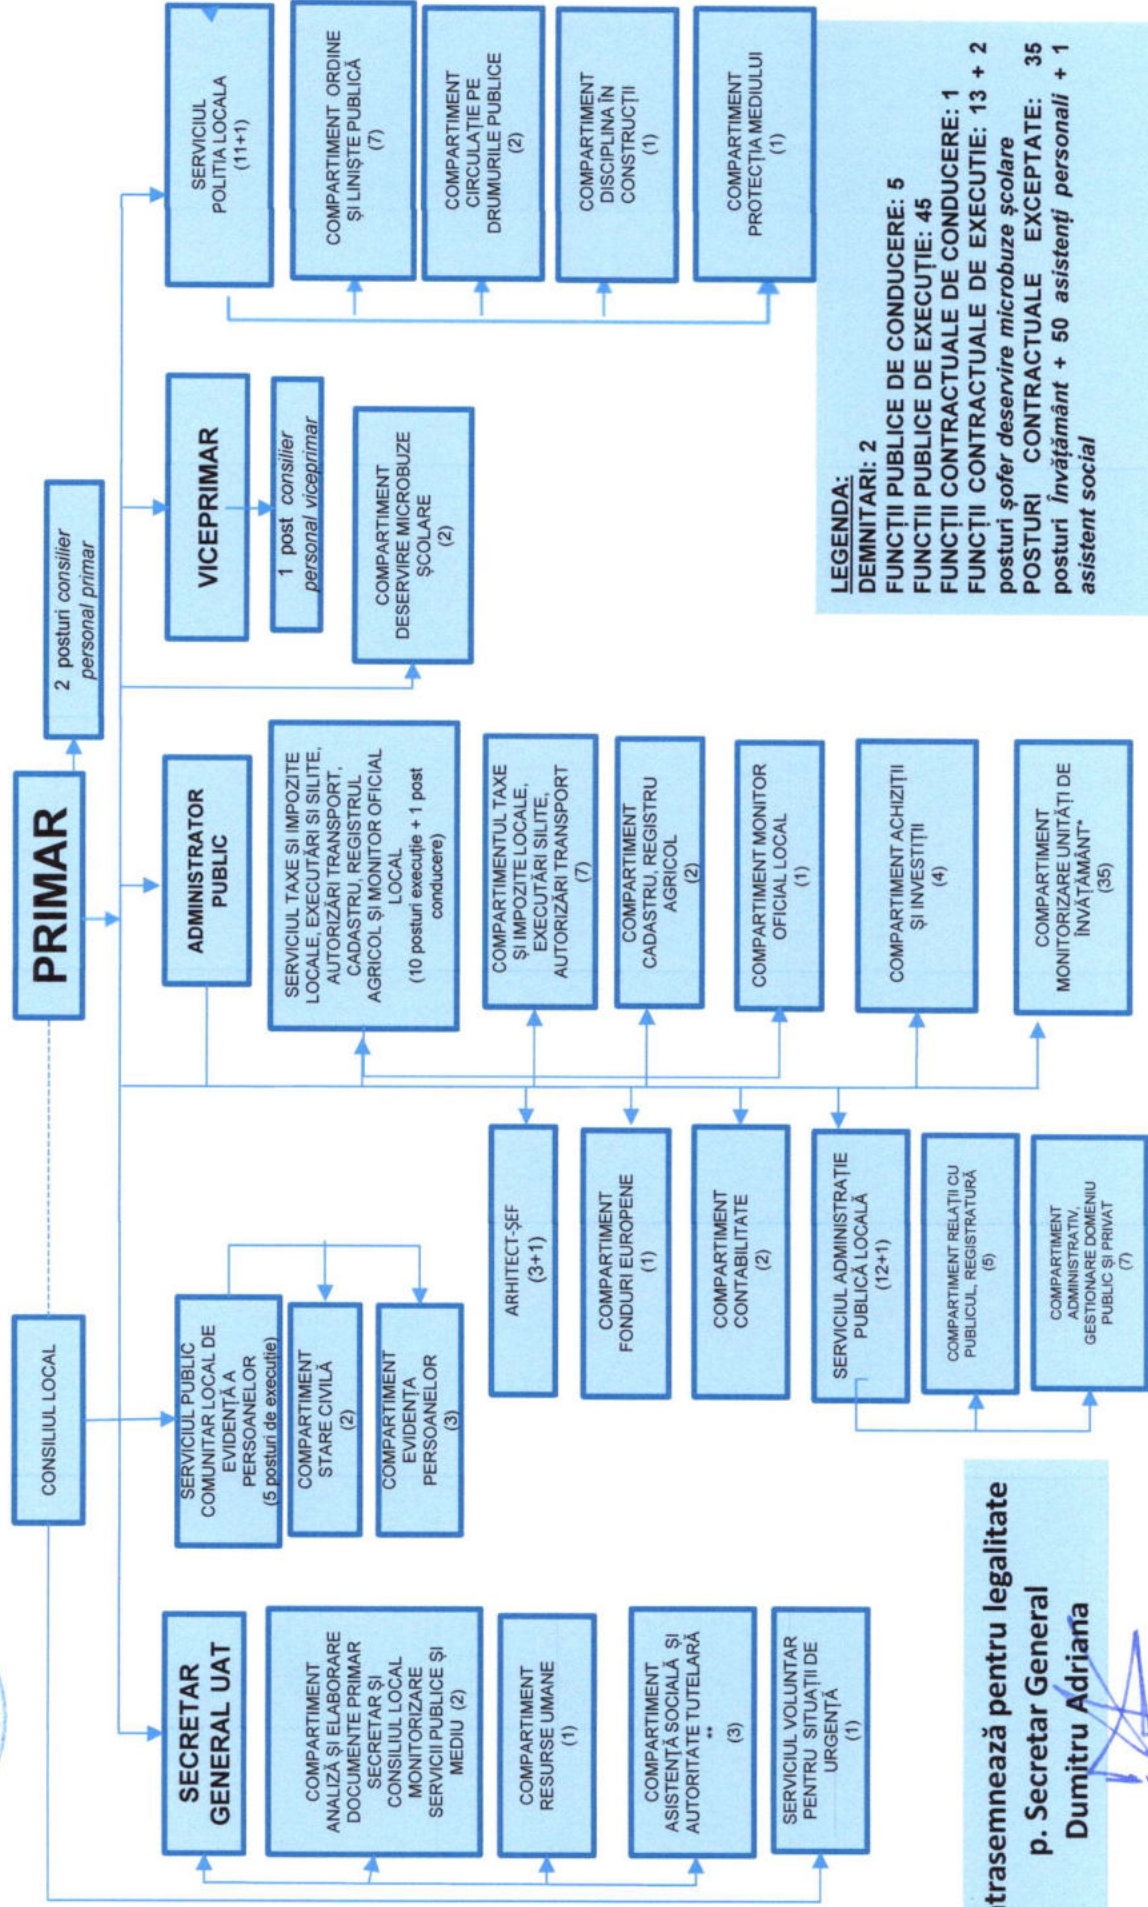 PRIMAR
2 posturi consilier
personal primar
CONSILIUL LOCAL
SECRETAR
GENERAL UAT
COMPARTIMENT
ANALIZĂ ȘI ELABORARE
DOCUMENTE PRIMAR
SECRETAR ȘI
CONSILIUL LOCAL
MONITORIZARE
SERVICII PUBLICE ȘI
MEDIU (2)
COMPARTIMENT
RESURSE UMANE
(1)
COMPARTIMENT
ASISTENȚĂ SOCIALĂ ȘI
AUTORITATE TUTELARĂ
**
(3)
SERVICIUL VOLUNTAR
PENTRU SITUAȚII DE
URGENȚĂ
(1)
SERVICIUL PUBLIC
COMUNITAR LOCAL DE
EVIDENȚĂ A
PERSOANELOR
(5 posturi de execuție)
COMPARTIMENT
STARE CIVILĂ
(2)
COMPARTIMENT
EVIDENȚA
PERSOANELOR
(3)
ARHITECT-ȘEF
(3+1)
COMPARTIMENT
FONDURI EUROPENE
(1)
COMPARTIMENT
CONTABILITATE
(2)
SERVICIUL ADMINISTRAȚIE
PUBLICĂ LOCALĂ
(12+1)
COMPARTIMENT RELAȚII CU
PUBLICUL, REGISTRATURĂ
(5)
COMPARTIMENT
ADMINISTRATIV,
GESTIONARE DOMENIU
PUBLIC ȘI PRIVAT
(7)
ADMINISTRATOR
PUBLIC
SERVICIUL TAXE SI IMPOZITE
LOCALE, EXECUTĂRI SI SILITE,
AUTORIZĂRI TRANSPORT,
CADASTRU, REGISTRUL
AGRICOL ȘI MONITOR OFICIAL
LOCAL
(10 posturi execuție + 1 post
conducere)
COMPARTIMENTUL TAXE
ȘI IMPOZITE LOCALE,
EXECUTĂRI SILITE,
AUTORIZĂRI TRANSPORT
(7)
COMPARTIMENT
CADASTRU, REGISTRU
AGRICOL
(2)
COMPARTIMENT MONITOR
OFICIAL LOCAL
(1)
COMPARTIMENT ACHIZIȚII
ȘI INVESTIȚII
(4)
COMPARTIMENT
MONITORIZARE UNITĂȚI DE
ÎNVĂȚĂMÂNT*
(35)
VICEPRIMAR
1 post consilier
personal viceprimar
COMPARTIMENT
DESERVIRE MICROBUZE
ȘCOLARE
(2)
SERVICIUL
POLITIA LOCALA
(11+1)
COMPARTIMENT ORDINE
ȘI LINIȘTE PUBLICĂ
(7)
COMPARTIMENT
CIRCULAȚIE PE
DRUMURILE PUBLICE
(2)
COMPARTIMENT
DISCIPLINA ÎN
CONSTRUCȚII
(1)
COMPARTIMENT
PROTECȚIA MEDIULUI
(1)
LEGENDA:
DEMNITARI: 2
FUNCȚII PUBLICE DE CONDUCERE: 5
FUNCTII PUBLICE DE EXECUȚIE: 45
FUNCȚII CONTRACTUALE DE CONDUCERE: 1
FUNCȚII CONTRACTUALE DE EXECUTIE: 13 + 2
posturi șofer deservire microbuze școlare
POSTURI CONTRACTUALE EXCEPTATE: 35
posturi Învățământ + 50 asistenți personali + 1
asistent social
trasemnează pentru legalitate
p. Secretar General
Dumitru Adriana